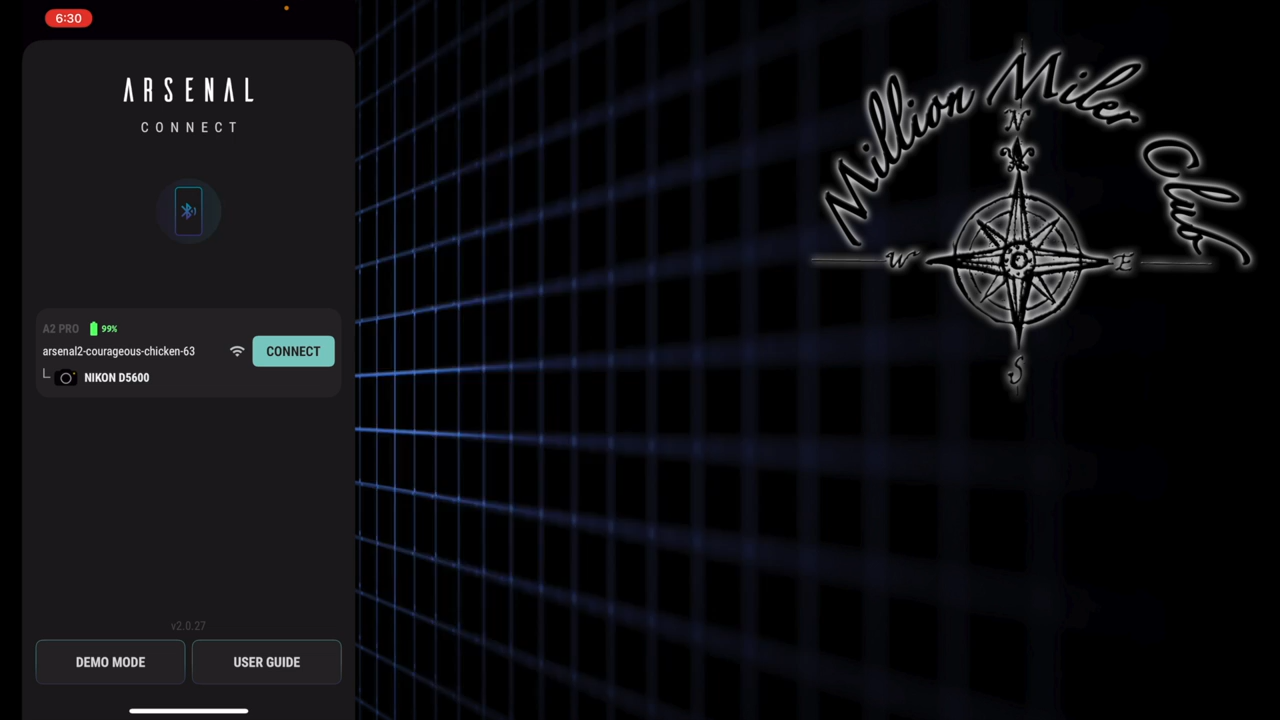 6:30
ARSENAL
CONNECT
A2 PRO 99%
arsenal2-courageous-chicken-63
CONNECT
NIKON D5600
v2.0.27
DEMO MODE
USER GUIDE
Million Miler Club
N
W
E
S